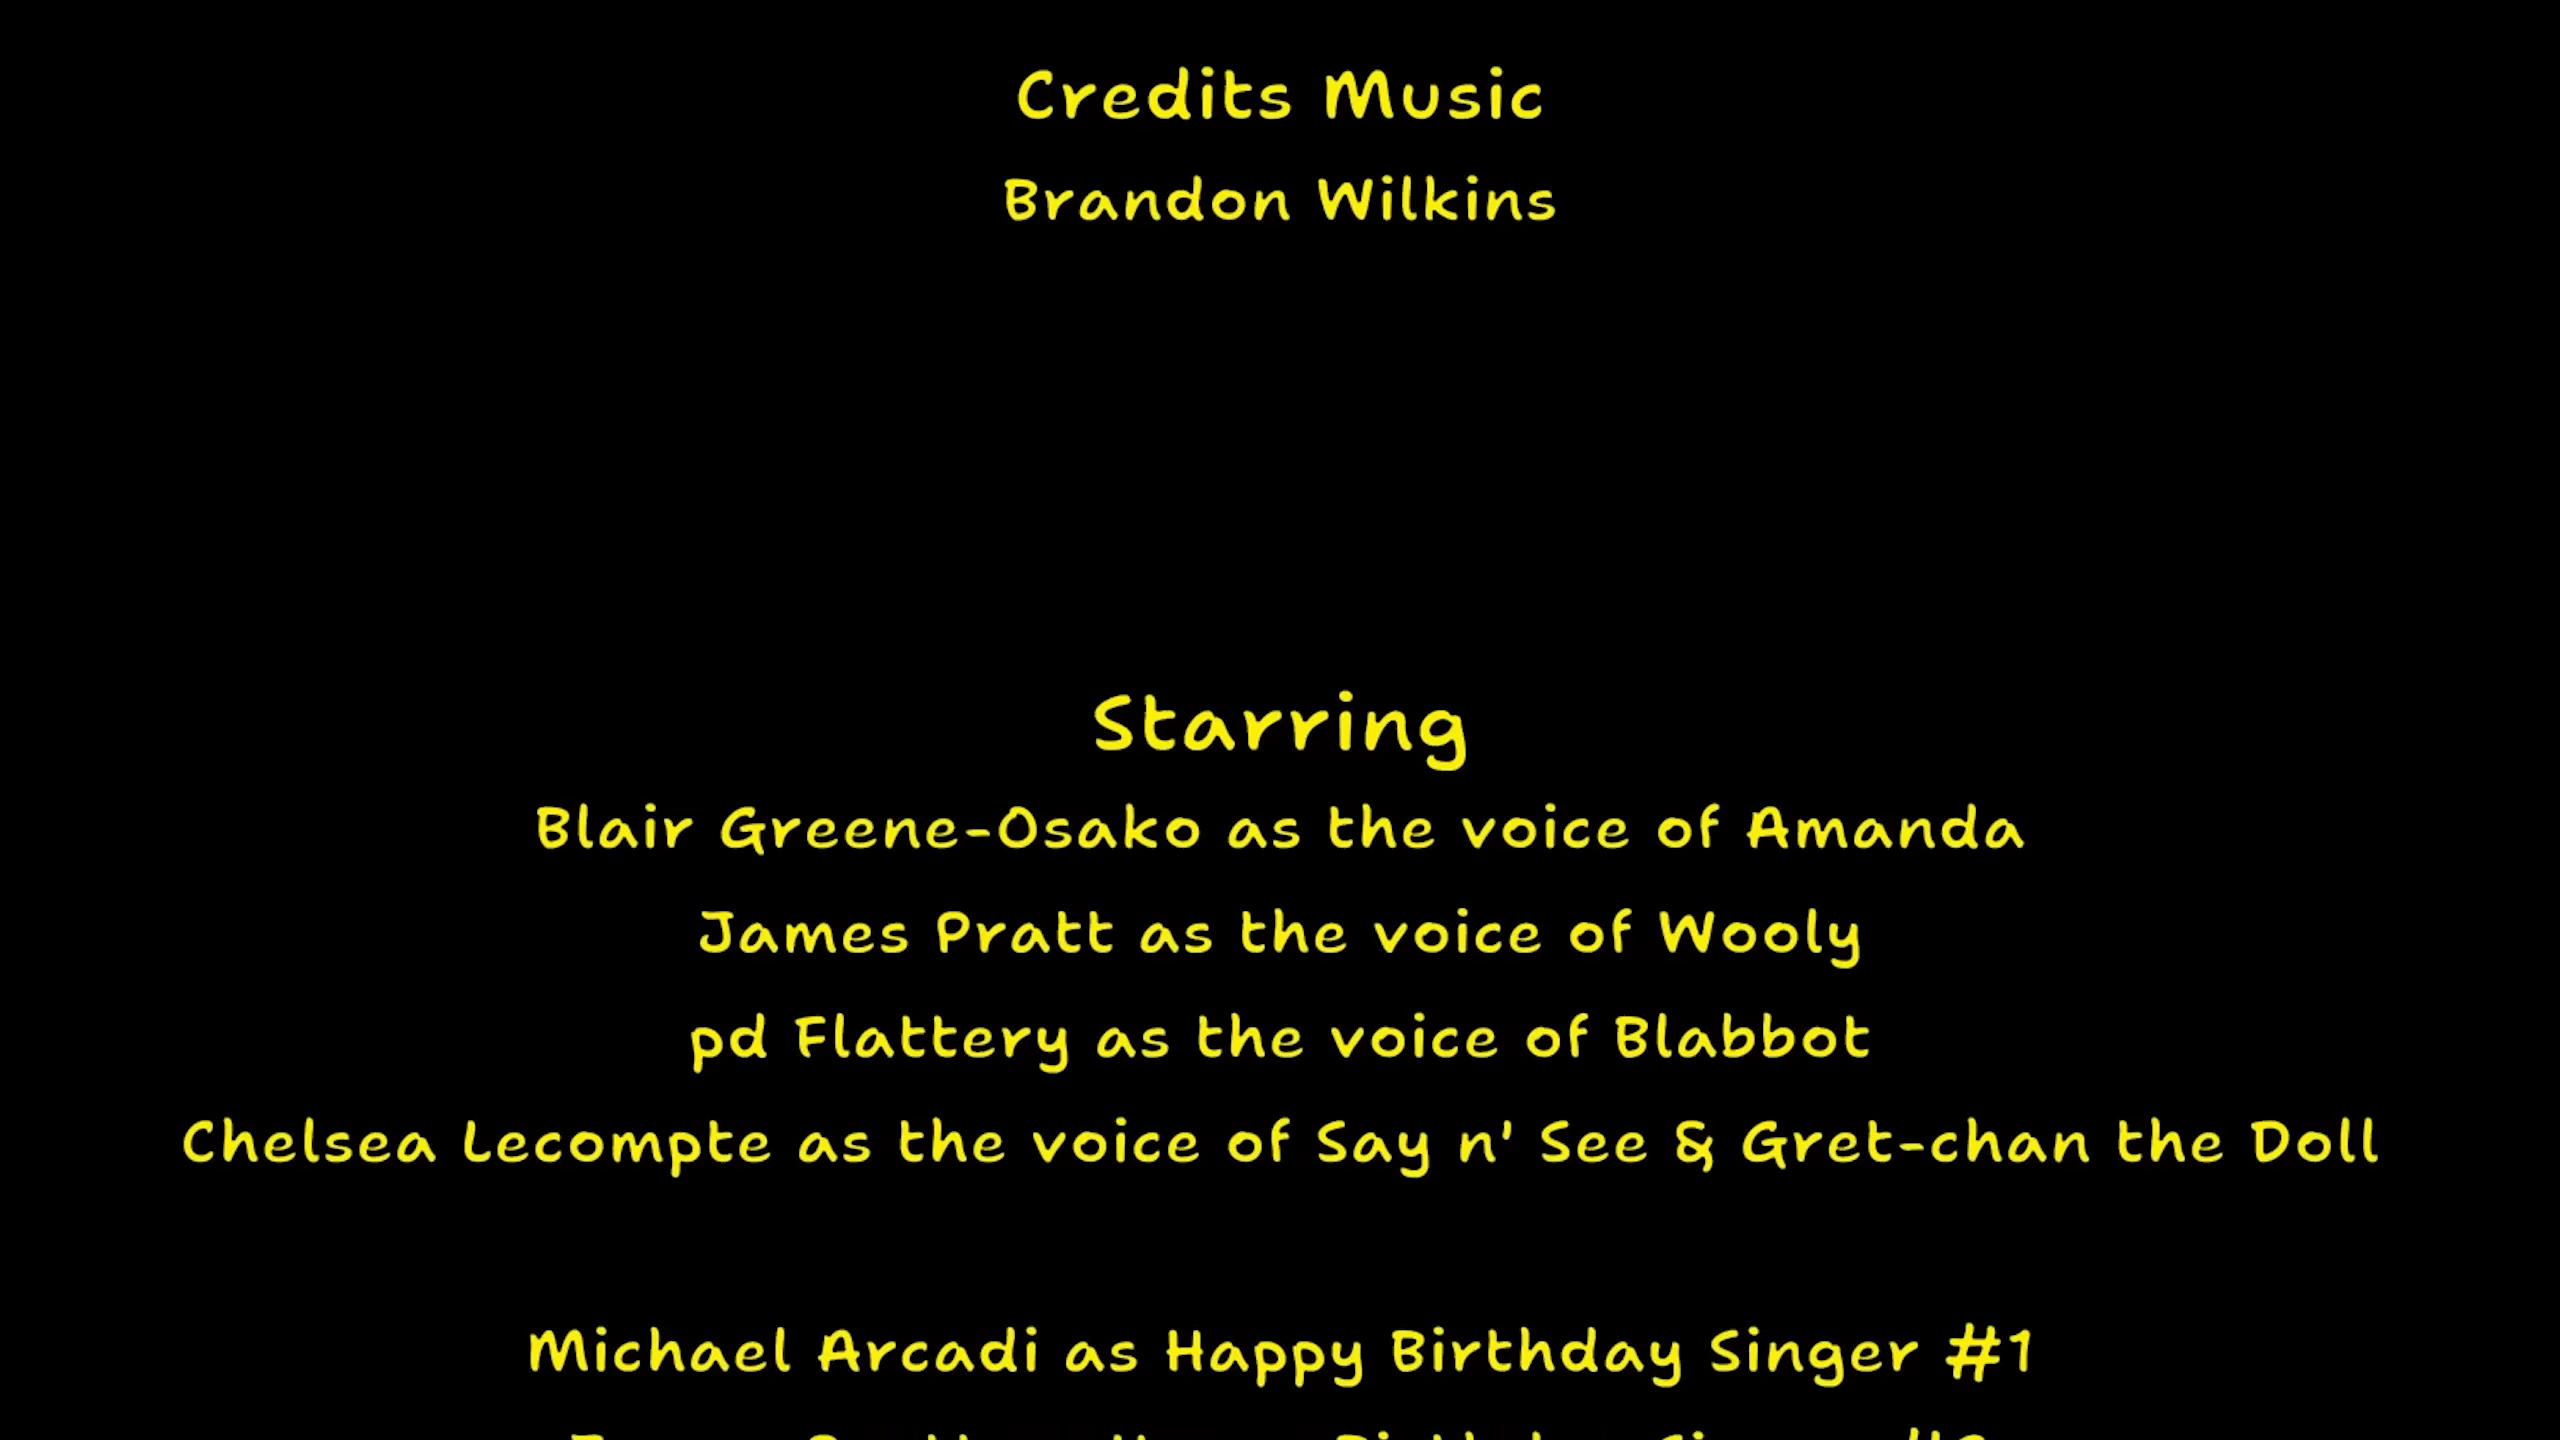 Credits Music
Brandon Wilkins
Starring
Blair Greene-Osako as the voice of Amanda
James Pratt as the voice of Wooly
pd Flattery as the voice of Blabbot
Chelsea Lecompte as the voice of Say n' See & Gret-chan the Doll
Michael Arcadi as Happy Birthday Singer #1